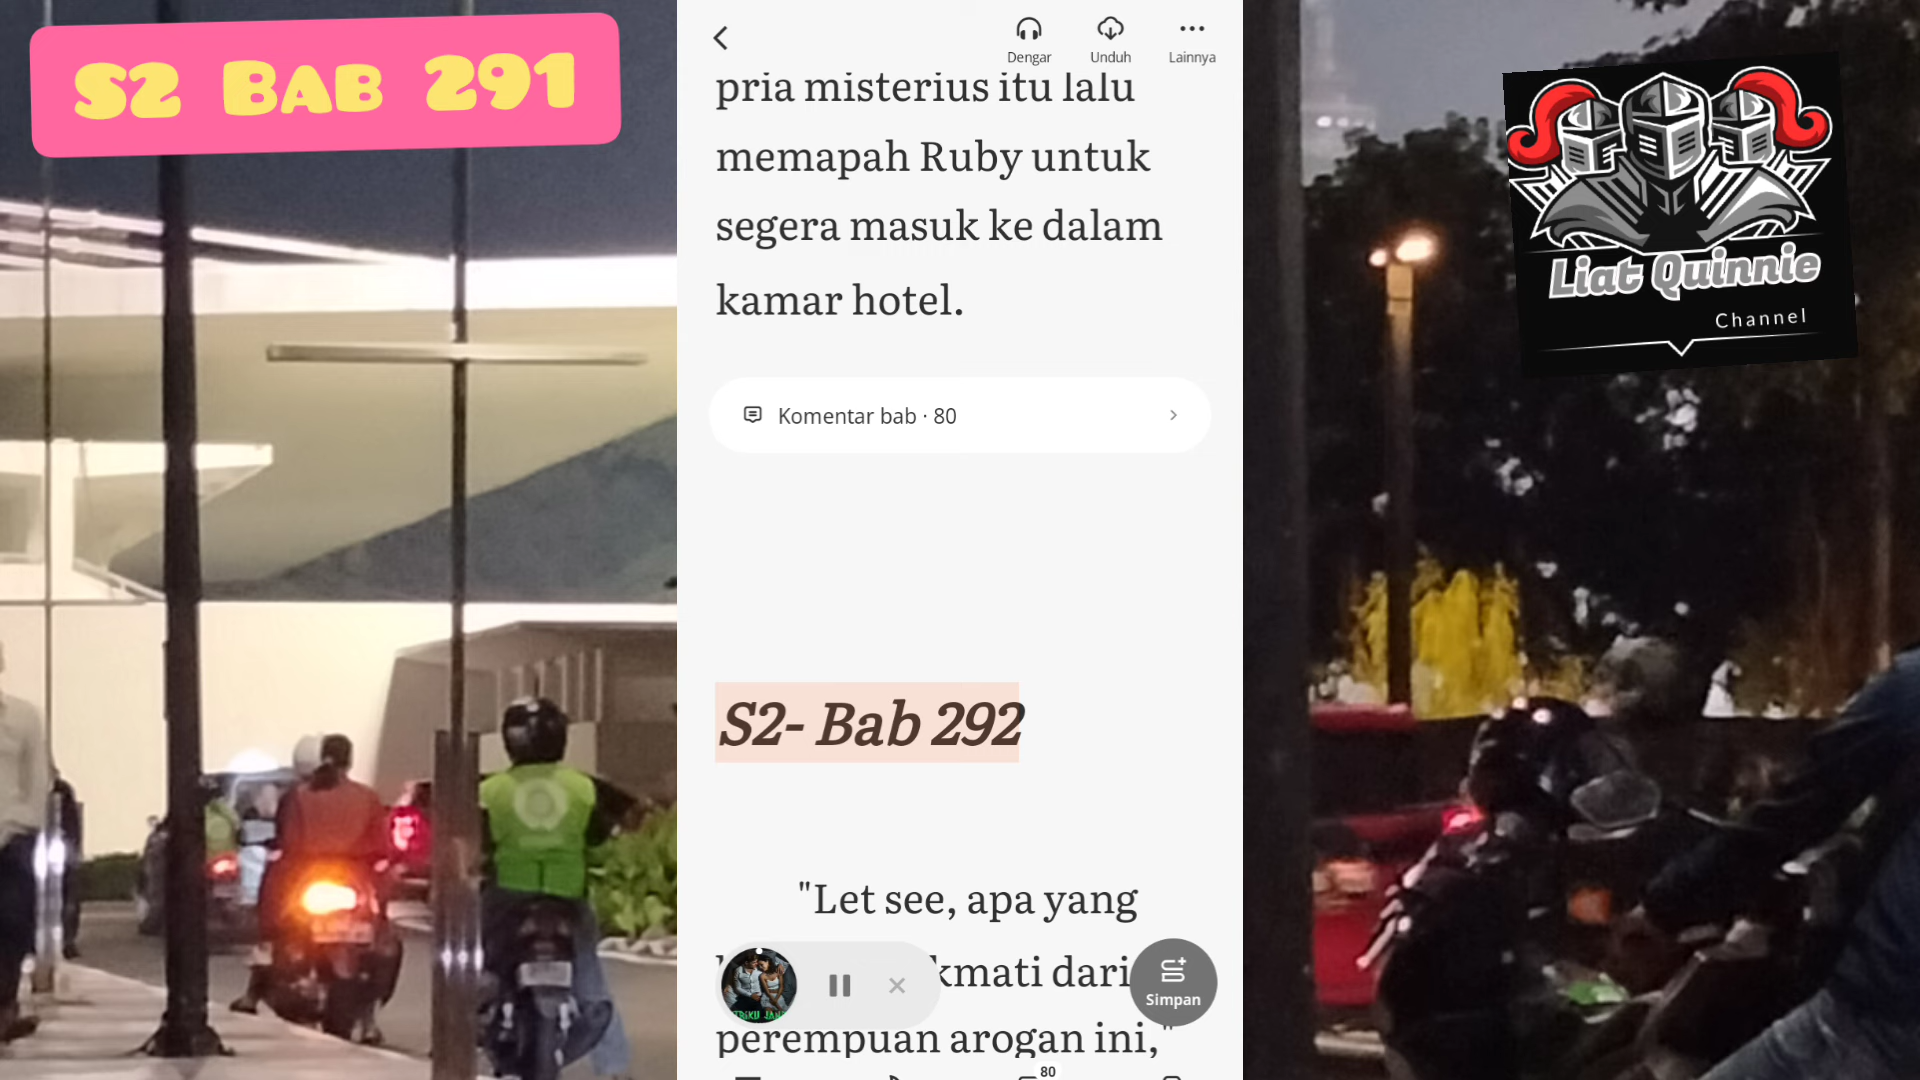 S2 BAB 291
Dengar
Unduh
Lainnya
pria misterius itu lalu
memapah Ruby untuk
segera masuk ke dalam
kamar hotel.
Komentar bab · 80
S2- Bab 292
"Let see, apa yang
kmati dari
perempuan arogan ini,"
Simpan
80
Liat Quinnie
Channel